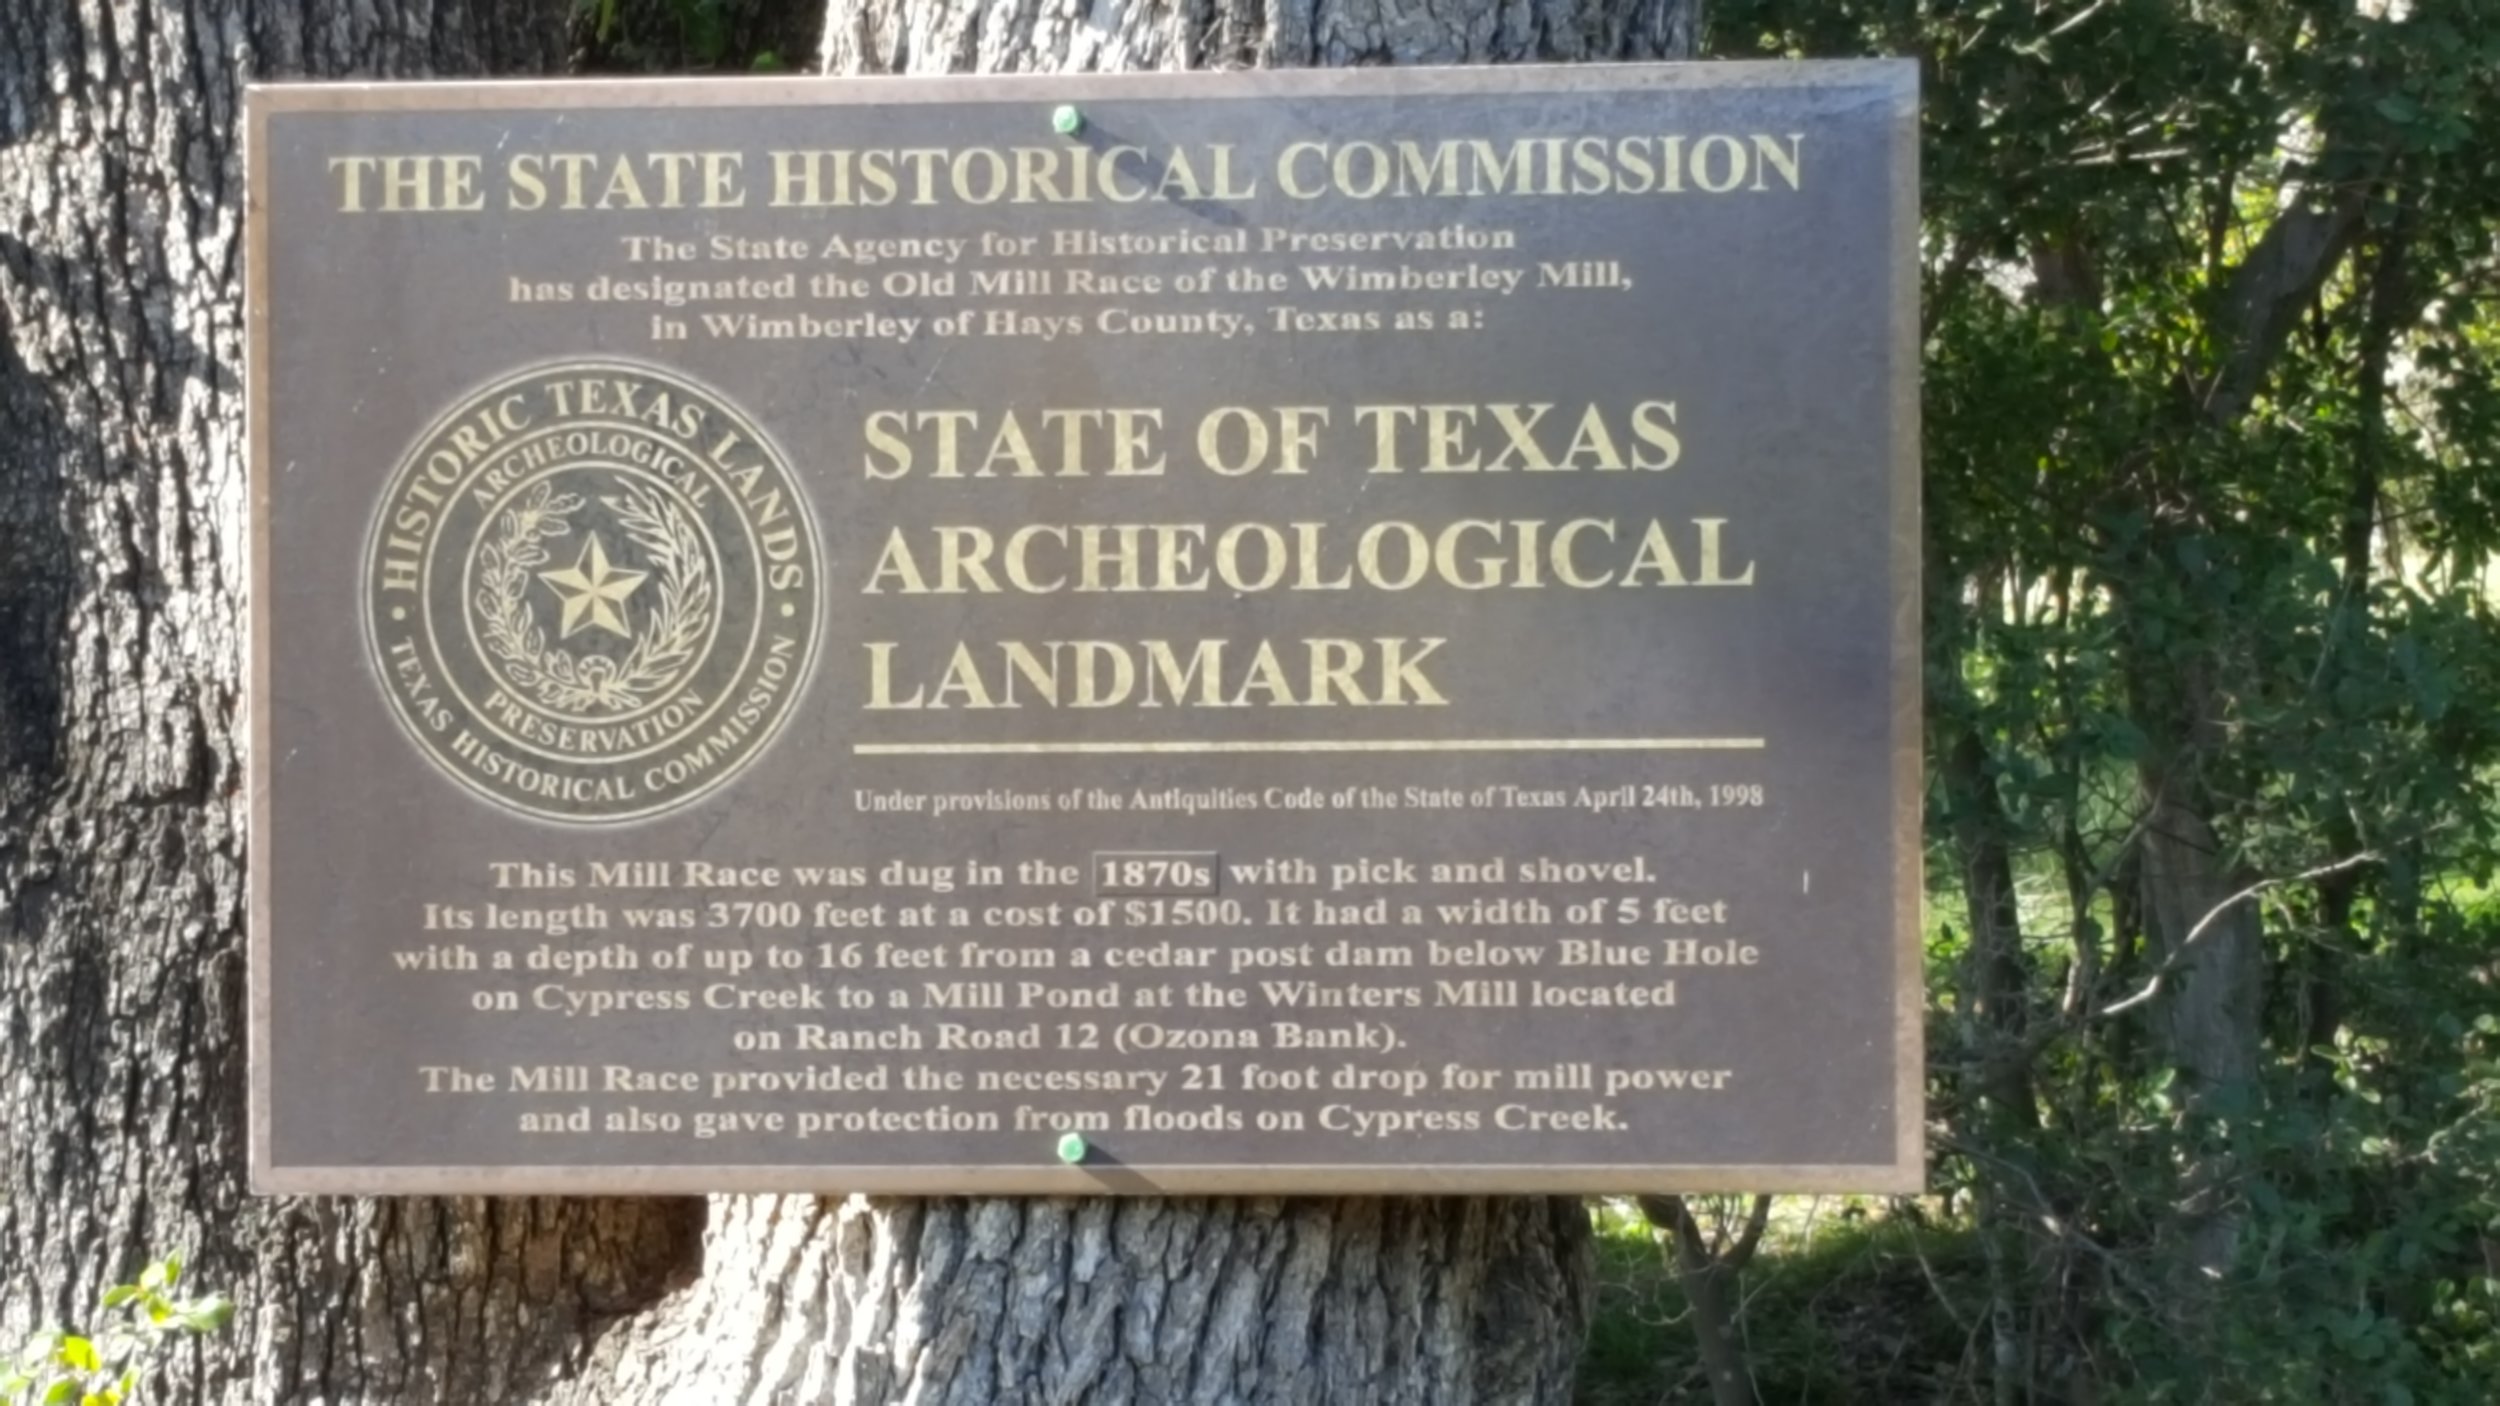 THE STATE HISTORICAL COMMISSION
The State Agency for Historical Preservation
has designated the Old Mill Race of the Wimberley Mill,
in Wimberley of Hays County, Texas as a:
HISTORIC TEXAS LANDS
ARCHEOLOGICAL
PRESERVATION
TEXAS HISTORICAL COMMISSION
STATE OF TEXAS
ARCHEOLOGICAL
LANDMARK
Under provisions of the Antiquities Code of the State of Texas April 24th, 1998
This Mill Race was dug in the 1870s with pick and shovel.
Its length was 3700 feet at a cost of $1500. It had a width of 5 feet
with a depth of up to 16 feet from a cedar post dam below Blue Hole
on Cypress Creek to a Mill Pond at the Winters Mill located
on Ranch Road 12 (Ozona Bank).
The Mill Race provided the necessary 21 foot drop for mill power
and also gave protection from floods on Cypress Creek.